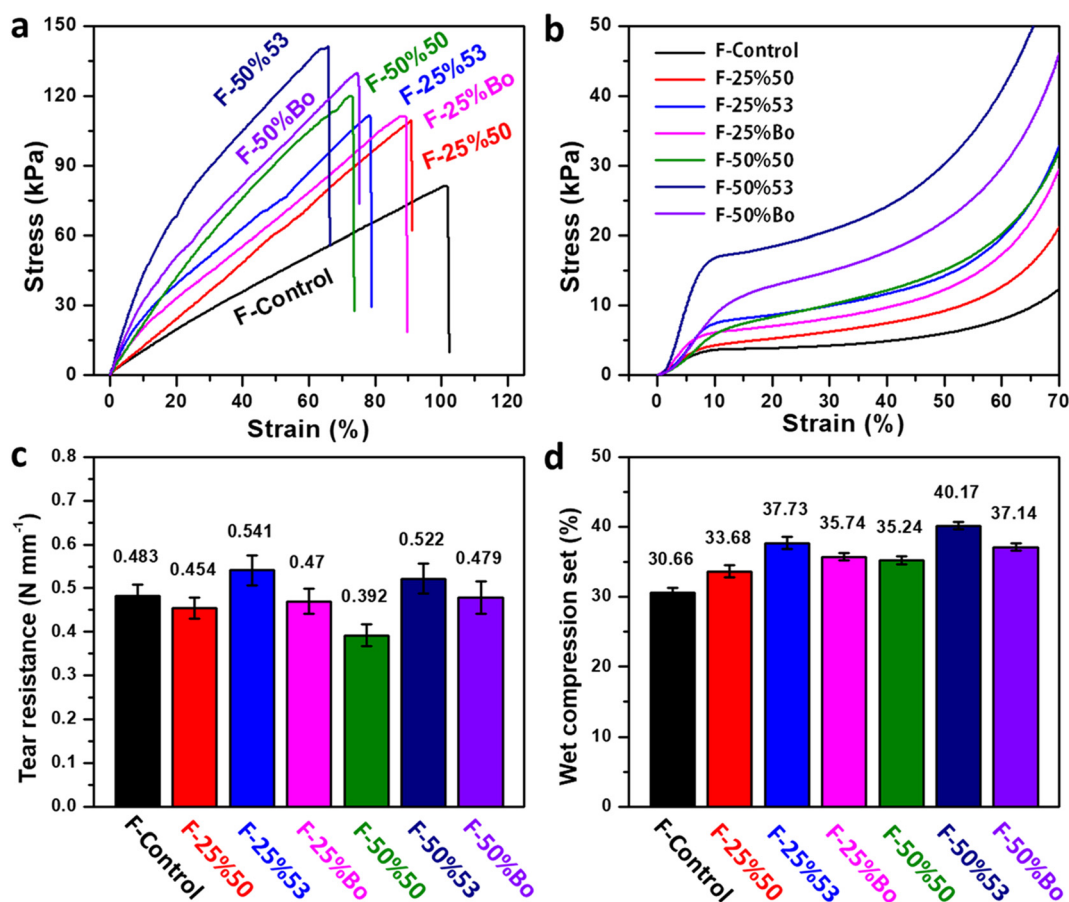 a
150
120
90
60
30
0
Stress (kPa)
0 20 40 60 80 100 120
Strain (%)
F-50%53
F-50%Bo
F-50%50
F-25%53
F-25%Bo
F-25%50
F-Control
b
50
40
30
20
10
0
Stress (kPa)
0 10 20 30 40 50 60 70
Strain (%)
F-Control
F-25%50
F-25%53
F-25%Bo
F-50%50
F-50%53
F-50%Bo
c
0.8
0.7
0.6
0.5
0.4
0.3
0.2
0.1
0.0
Tear resistance (N mm⁻¹)
0.483
0.454
0.541
0.47
0.392
0.522
0.479
F-Control
F-25%50
F-25%53
F-25%Bo
F-50%50
F-50%53
F-50%Bo
d
50
40
30
20
10
0
Wet compression set (%)
30.66
33.68
37.73
35.74
35.24
40.17
37.14
F-Control
F-25%50
F-25%53
F-25%Bo
F-50%50
F-50%53
F-50%Bo